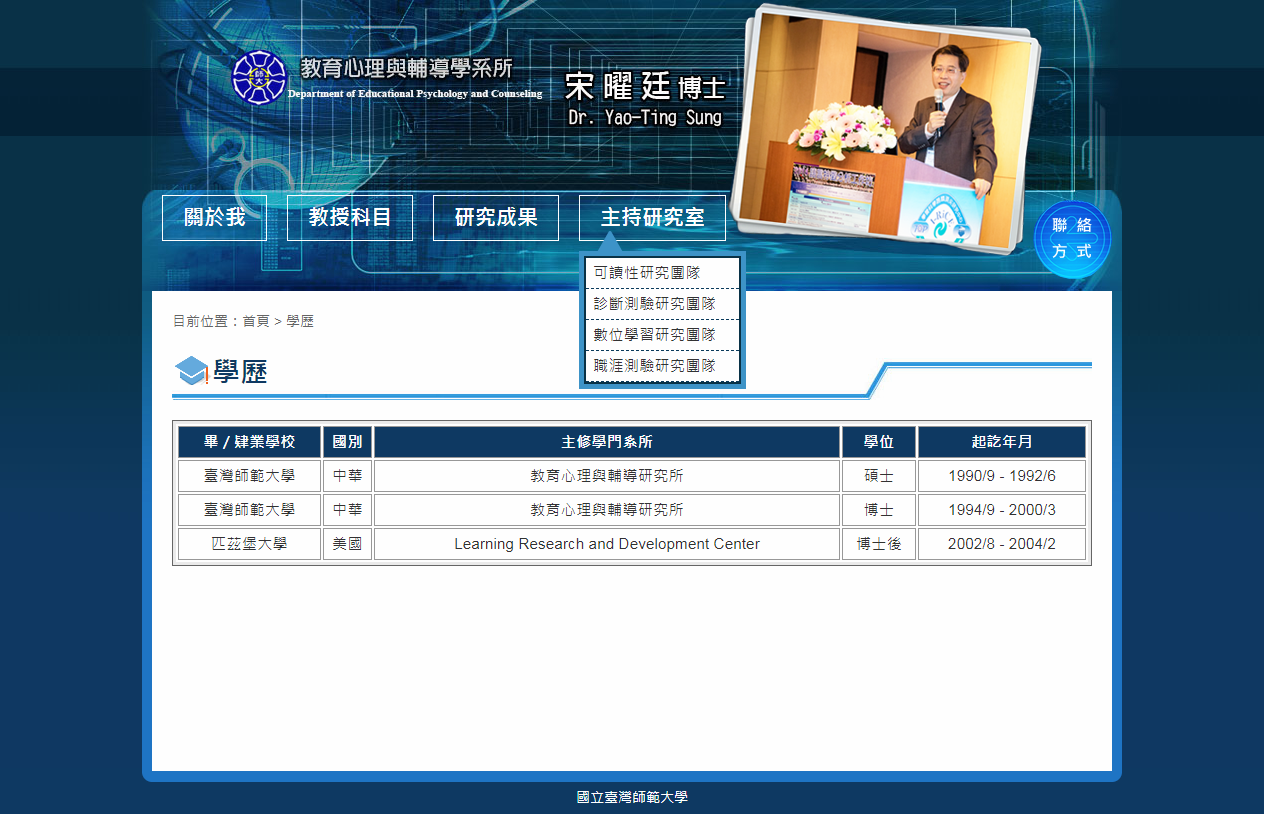 教育心理與輔導學系所
Department of Educational Psychology and Counseling
宋曜廷 博士
Dr. Yao-Ting Sung
關於我
教授科目
研究成果
主持研究室
聯絡
方式
可讀性研究團隊
診斷測驗研究團隊
數位學習研究團隊
職涯測驗研究團隊
目前位置：首頁 > 學歷
學歷
畢 / 肄業學校 國別 主修學門系所 學位 起訖年月
臺灣師範大學 中華 教育心理與輔導研究所 碩士 1990/9 - 1992/6
臺灣師範大學 中華 教育心理與輔導研究所 博士 1994/9 - 2000/3
匹茲堡大學 美國 Learning Research and Development Center 博士後 2002/8 - 2004/2
國立臺灣師範大學